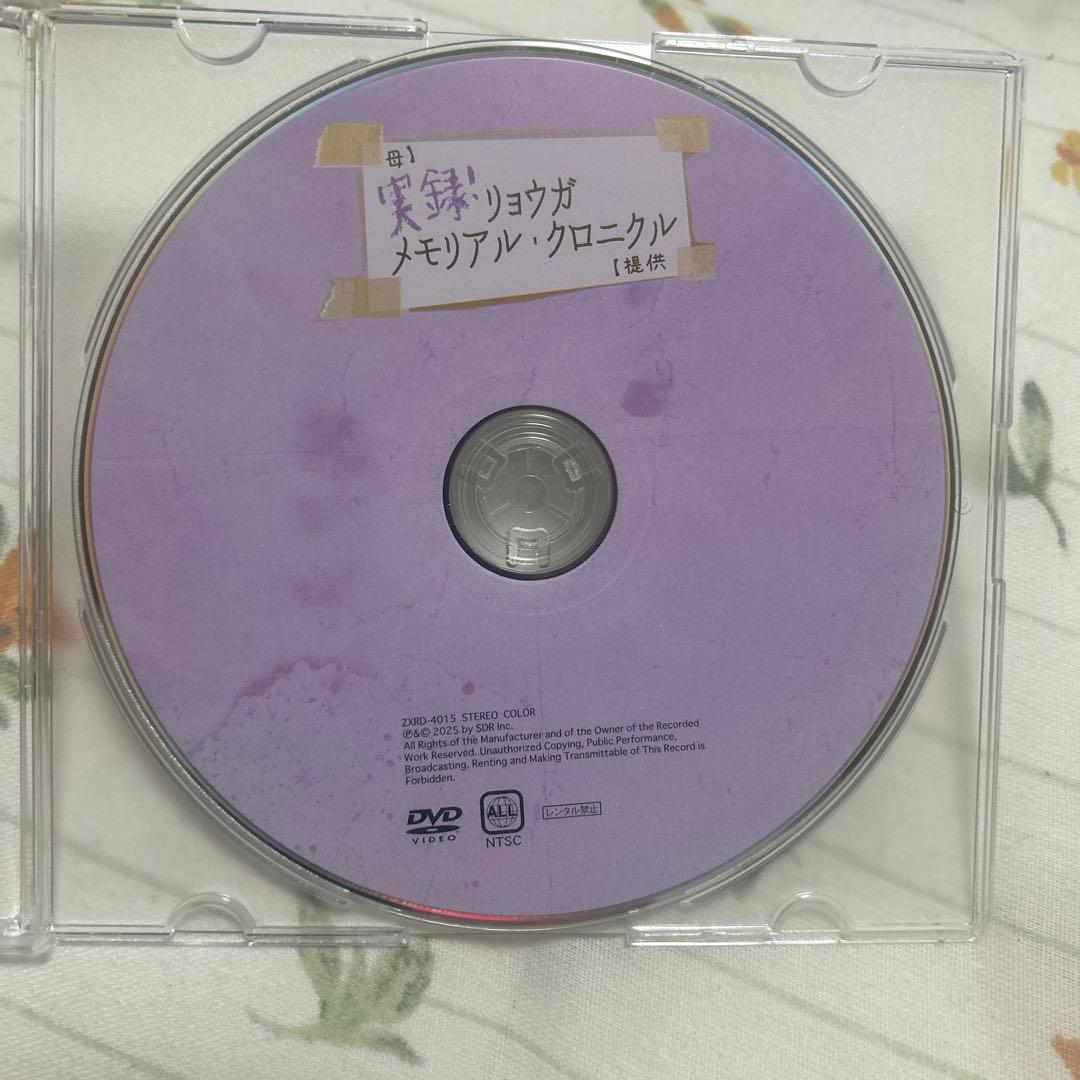 母】
実録!リョウガ
メモリアル・クロニクル
【提供
ZXRD-4015 STEREO COLOR
Ⓟ&© 2025 by SDR Inc.
All Rights of the Manufacturer and of the Owner of the Recorded
Work Reserved. Unauthorized Copying, Public Performance,
Broadcasting, Renting and Making Transmittable of This Record is
Forbidden.
DVD VIDEO
ALL
NTSC
レンタル禁止